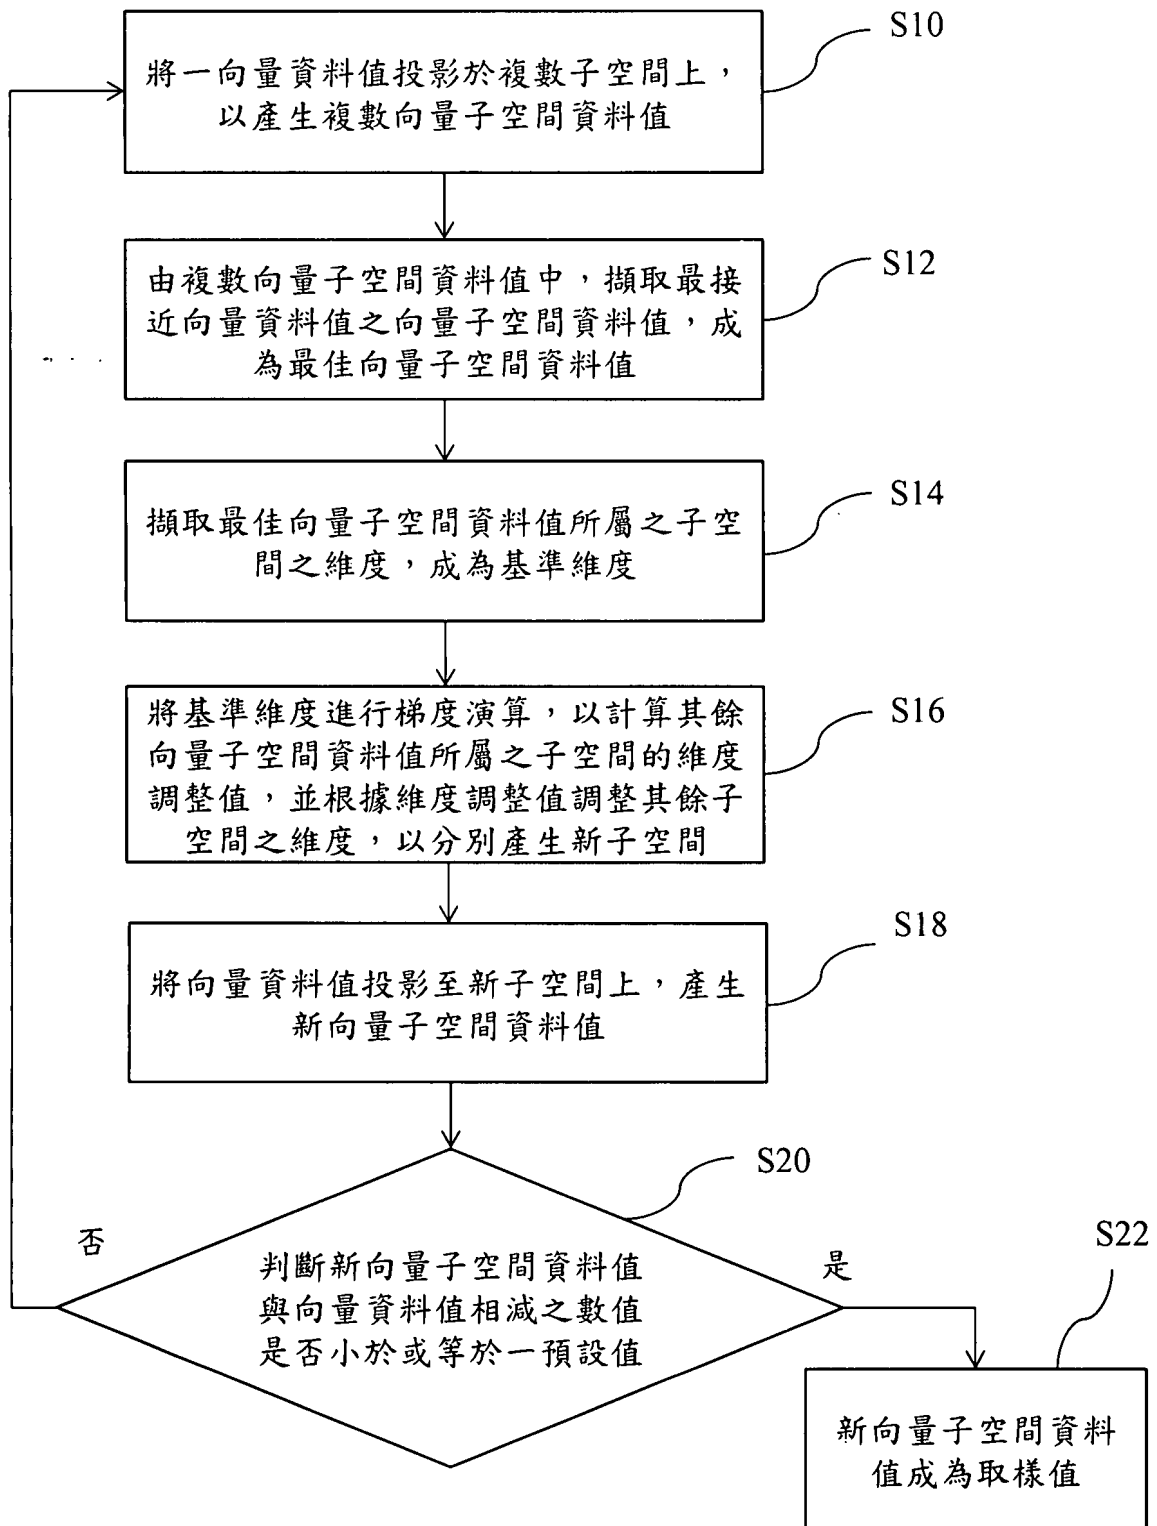 S10
將一向量資料值投影於複數子空間上，
以產生複數向量子空間資料值
S12
由複數向量子空間資料值中，擷取最接
近向量資料值之向量子空間資料值，成
為最佳向量子空間資料值
S14
擷取最佳向量子空間資料值所屬之子空
間之維度，成為基準維度
S16
將基準維度進行梯度演算，以計算其餘
向量子空間資料值所屬之子空間的維度
調整值，並根據維度調整值調整其餘子
空間之維度，以分別產生新子空間
S18
將向量資料值投影至新子空間上，產生
新向量子空間資料值
S20
否
判斷新向量子空間資料值
與向量資料值相減之數值
是否小於或等於一預設值
是
S22
新向量子空間資料
值成為取樣值